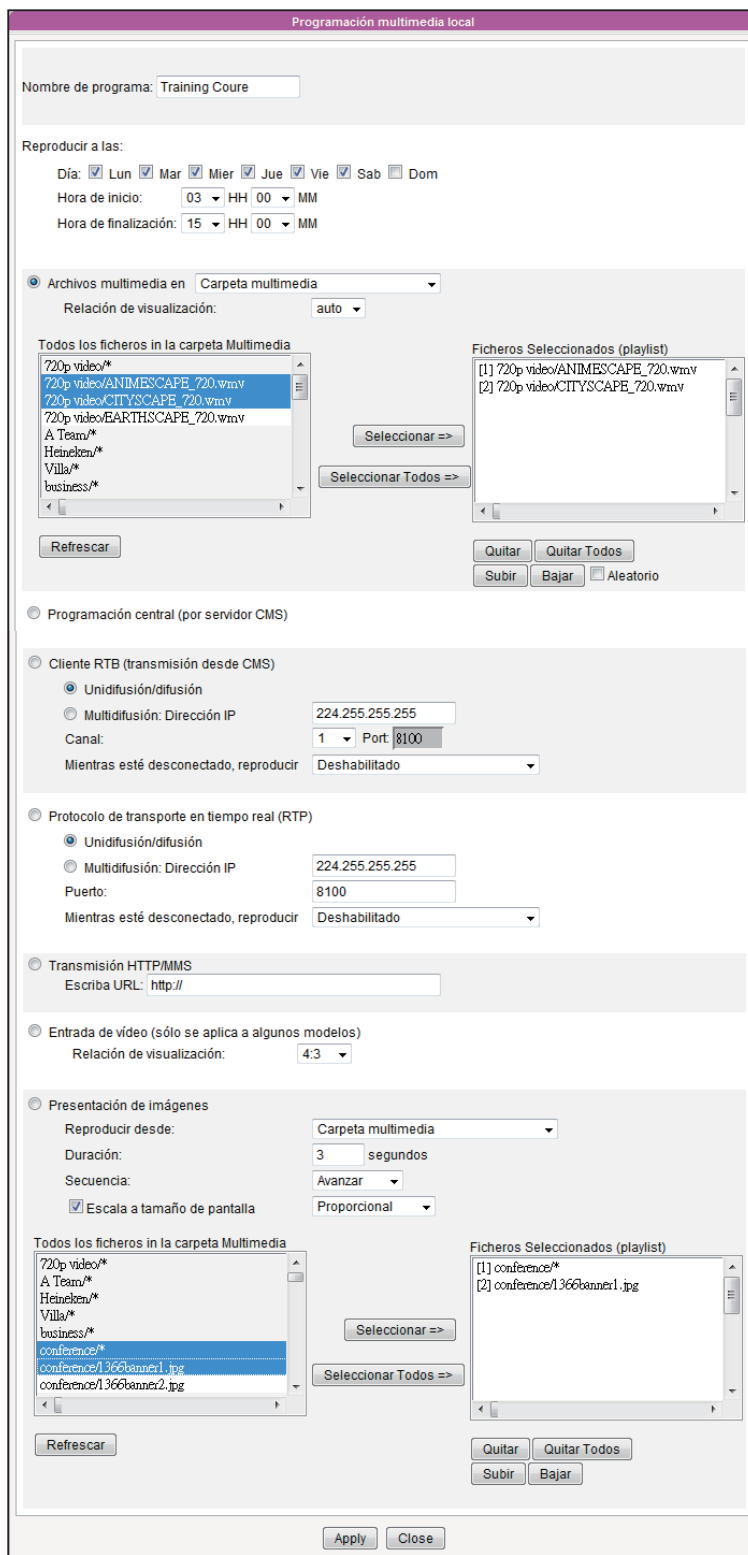 Programación multimedia local
Nombre de programa: Training Coure
Reproducir a las:
Día: Lun Mar Mier Jue Vie Sab Dom
Hora de inicio: 03 HH 00 MM
Hora de finalización: 15 HH 00 MM
Archivos multimedia en Carpeta multimedia
Relación de visualización: auto
Todos los ficheros in la carpeta Multimedia
720p video/*
720p video/ANIMESCAPE_720.wmv
720p video/CITYSCAPE_720.wmv
720p video/EARTHSCAPE_720.wmv
A Team/*
Heineken/*
Villa/*
business/*
Seleccionar =>
Seleccionar Todos =>
Ficheros Seleccionados (playlist)
[1] 720p video/ANIMESCAPE_720.wmv
[2] 720p video/CITYSCAPE_720.wmv
Refrescar
Quitar Quitar Todos
Subir Bajar Aleatorio
Programación central (por servidor CMS)
Cliente RTB (transmisión desde CMS)
Unidifusión/difusión
Multidifusión: Dirección IP 224.255.255.255
Canal: 1 Port: 8100
Mientras esté desconectado, reproducir Deshabilitado
Protocolo de transporte en tiempo real (RTP)
Unidifusión/difusión
Multidifusión: Dirección IP 224.255.255.255
Puerto: 8100
Mientras esté desconectado, reproducir Deshabilitado
Transmisión HTTP/MMS
Escriba URL: http://
Entrada de vídeo (sólo se aplica a algunos modelos)
Relación de visualización: 4:3
Presentación de imágenes
Reproducir desde: Carpeta multimedia
Duración: 3 segundos
Secuencia: Avanzar
Escala a tamaño de pantalla Proporcional
Todos los ficheros in la carpeta Multimedia
720p video/*
A Team/*
Heineken/*
Villa/*
business/*
conference/*
conference/1366banner1.jpg
conference/1366banner2.jpg
Seleccionar =>
Seleccionar Todos =>
Ficheros Seleccionados (playlist)
[1] conference/*
[2] conference/1366banner1.jpg
Refrescar
Quitar Quitar Todos
Subir Bajar
Apply Close